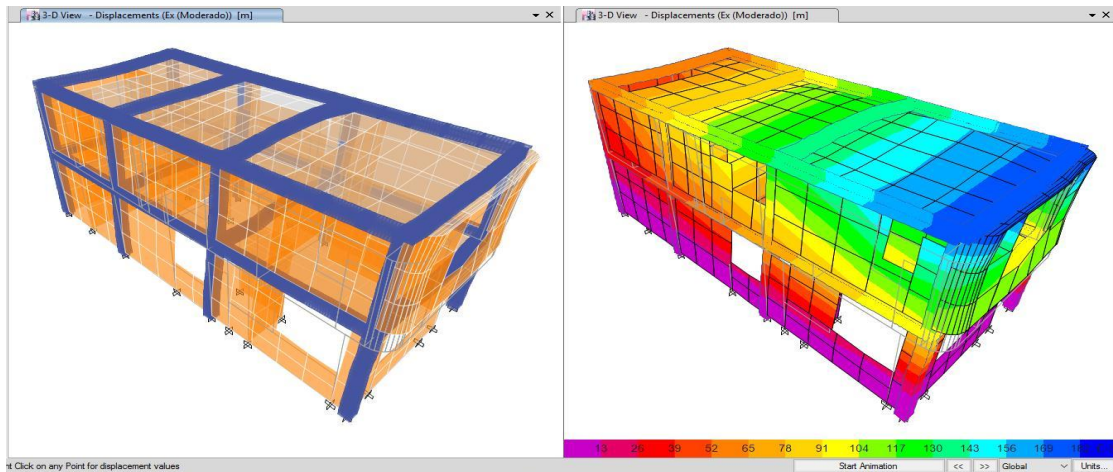 3-D View - Displacements (Ex (Moderado)) [m]
3-D View - Displacements (Ex (Moderado)) [m]
13 26 39 52 65 78 91 104 117 130 143 156 169
nt Click on any Point for displacement values
Start Animation << >> Global Units...